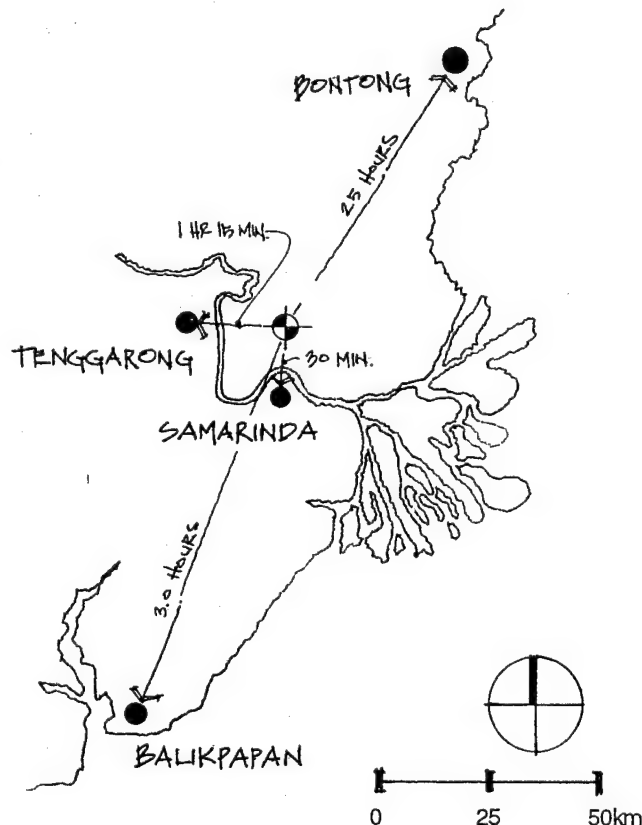 BONTONG
2.5 HOURS
1 HR 15 MIN.
TENGGARONG
30 MIN.
SAMARINDA
3.0 HOURS
BALIKPAPAN
0 25 50km